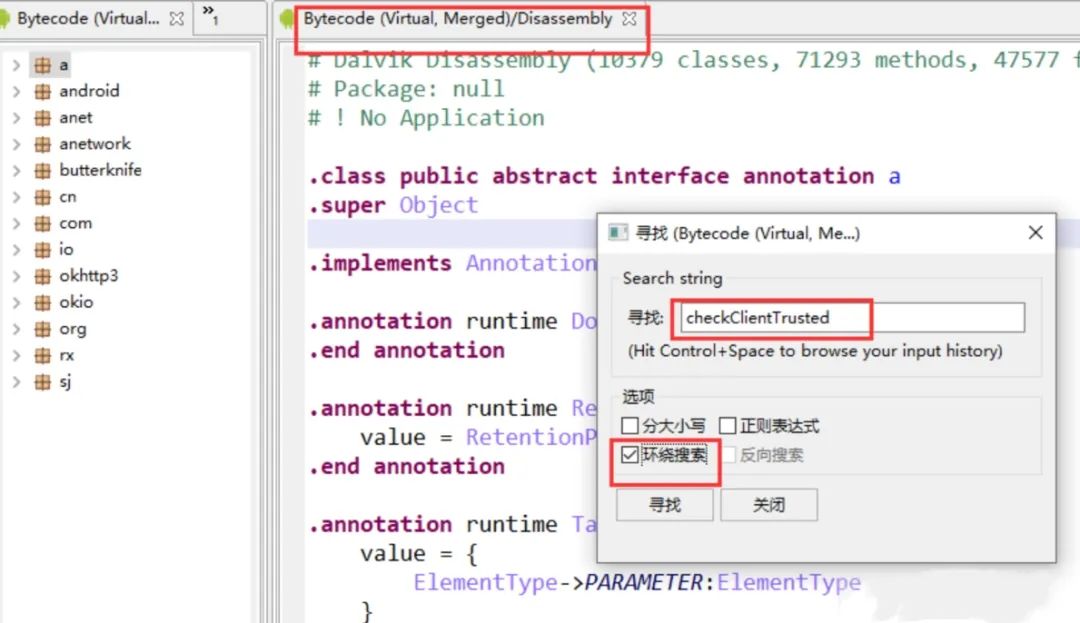 Bytecode (Virtual...
»1
a
android
anet
anetwork
butterknife
cn
com
io
okhttp3
okio
org
rx
sj
Bytecode (Virtual, Merged)/Disassembly
# Dalvik Disassembly (10379 classes, 71293 methods, 47577
# Package: null
# ! No Application
.class public abstract interface annotation a
.super Object
.implements Annotation
.annotation runtime Do
.end annotation
.annotation runtime Re
value = RetentionP
.end annotation
.annotation runtime Ta
value = {
ElementType->PARAMETER:ElementType
}
寻找 (Bytecode (Virtual, Me...)
Search string
寻找: checkClientTrusted
(Hit Control+Space to browse your input history)
选项
分大小写 正则表达式
环绕搜索 反向搜索
寻找 关闭